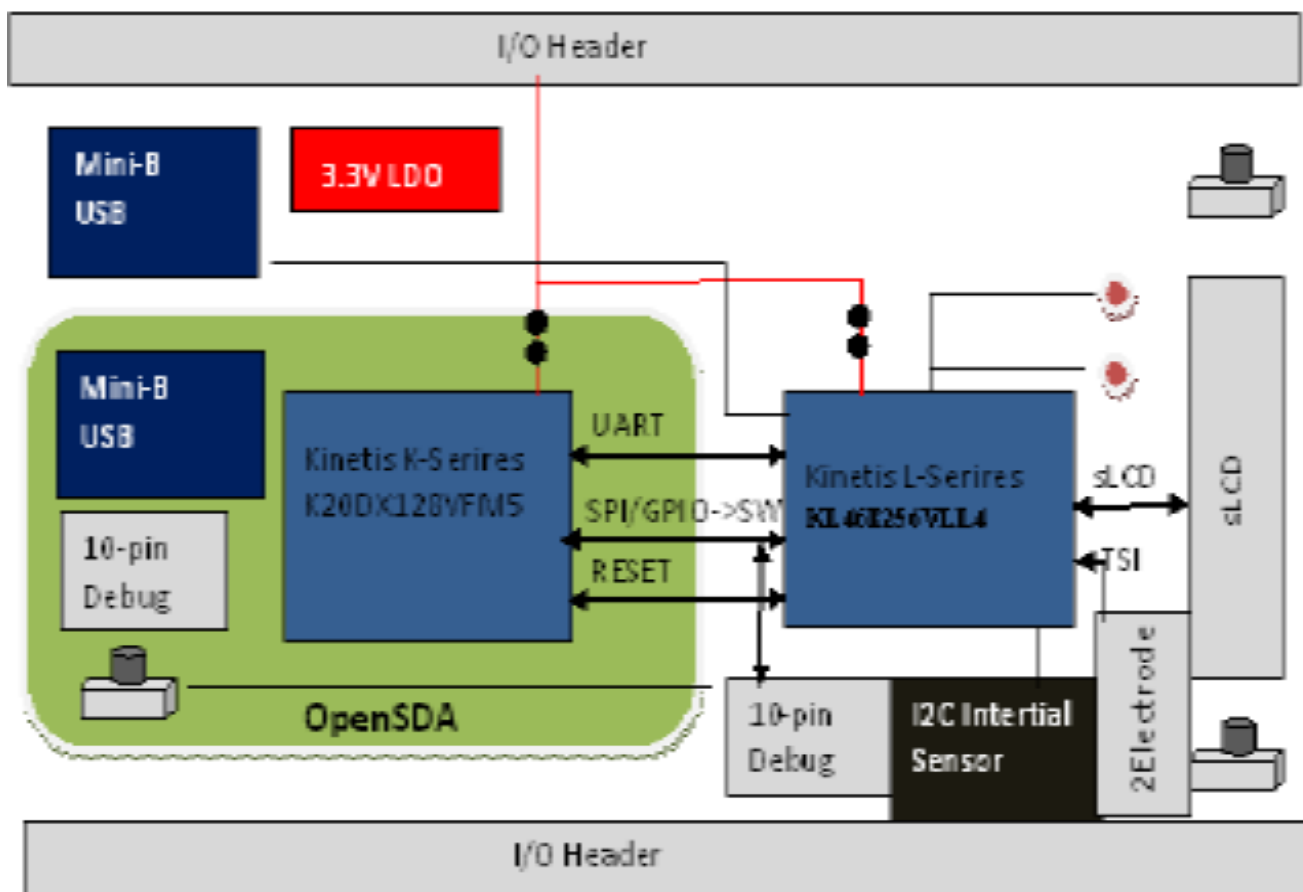 I/O Header
Mini-B
USB
3.3V LDO
Mini-B
USB
Kinetis K-Serires
K20DX128VFM5
UART
SPI/GPIO->SW
RESET
Kinetis L-Serires
KL46Z256VLL4
sLCD
TSI
sLCD
10-pin
Debug
OpenSDA
10-pin
Debug
I2C Intertial
Sensor
2Electrode
I/O Header